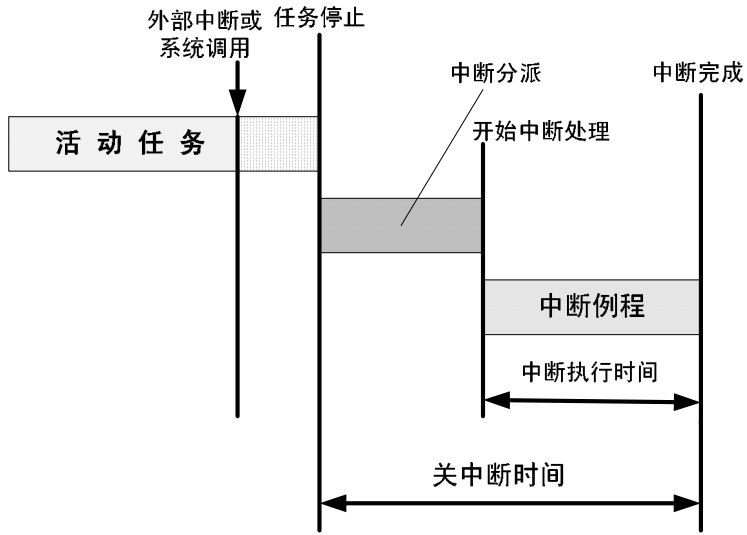 外部中断或
系统调用
任务停止
中断分派
中断完成
开始中断处理
活动任务
中断例程
中断执行时间
关中断时间